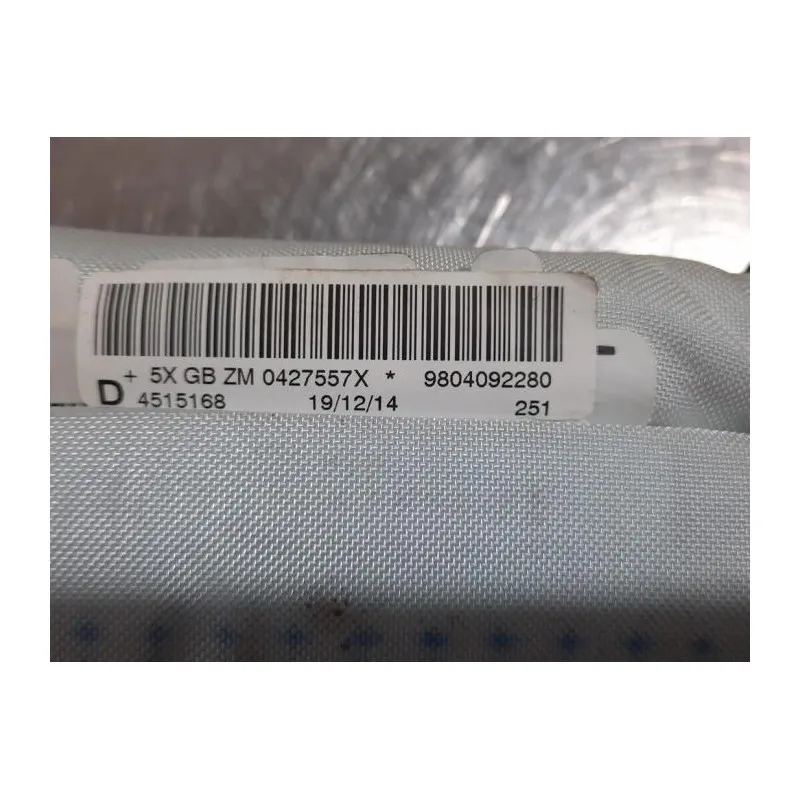 + 5X GB ZM 0427557X * 9804092280
D 4515168 19/12/14 251